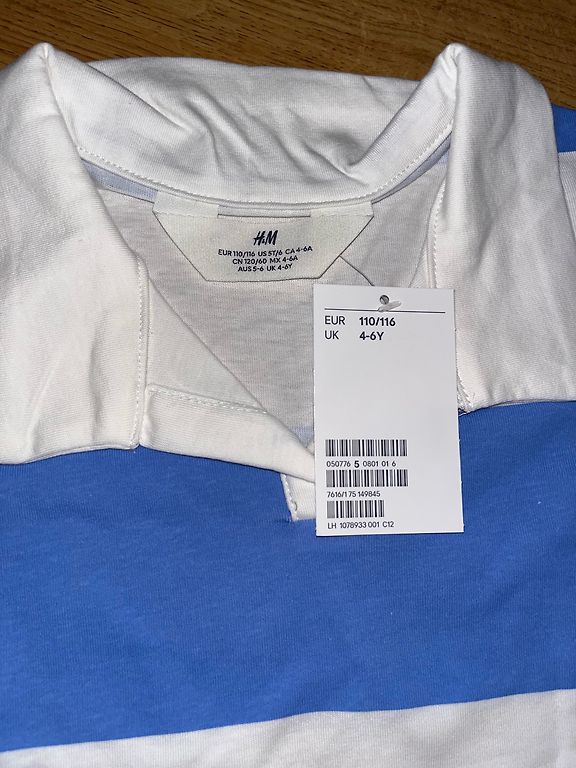 H&M
EUR 110/116 US 5T/6 CA 4-6A
CN 120/60 MX 4-6A
AUS 5-6 UK 4-6Y
EUR 110/116
UK 4-6Y
050776 5 0801 01 6
7616/1 75 149845
LH 1078933 001 C12